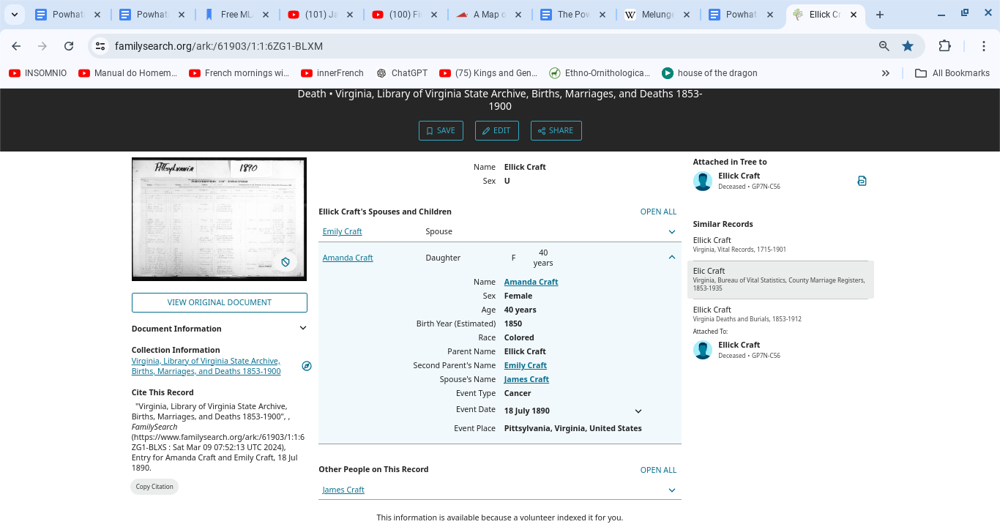 Powhat
Powhat
Free ML
(101) Ja
(100) Fi
A Map o
The Pow
Melunge
Powhat
Ellick Cr
familysearch.org/ark:/61903/1:1:6ZG1-BLXM
INSOMNIO
Manual do Homem...
French mornings wi...
innerFrench
ChatGPT
(75) Kings and Gen...
Ethno-Ornithologica...
house of the dragon
All Bookmarks
Death • Virginia, Library of Virginia State Archive, Births, Marriages, and Deaths 1853-
1900
SAVE
EDIT
SHARE
Pittsylvania 1890
REGISTER OF DEATHS
VIEW ORIGINAL DOCUMENT
Document Information
Collection Information
Virginia, Library of Virginia State Archive,
Births, Marriages, and Deaths 1853-1900
Cite This Record
"Virginia, Library of Virginia State Archive,
Births, Marriages, and Deaths 1853-1900", ,
FamilySearch
(https://www.familysearch.org/ark:/61903/1:1:6
ZG1-BLXS : Sat Mar 09 07:52:13 UTC 2024),
Entry for Amanda Craft and Emily Craft, 18 Jul
1890.
Copy Citation
Name Ellick Craft
Sex U
Ellick Craft's Spouses and Children OPEN ALL
Emily Craft Spouse
Amanda Craft Daughter F 40
years
Name Amanda Craft
Sex Female
Age 40 years
Birth Year (Estimated) 1850
Race Colored
Parent Name Ellick Craft
Second Parent's Name Emily Craft
Spouse's Name James Craft
Event Type Cancer
Event Date 18 July 1890
Event Place Pittsylvania, Virginia, United States
Other People on This Record OPEN ALL
James Craft
This information is available because a volunteer indexed it for you.
Attached in Tree to
Ellick Craft
Deceased • GP7N-C56
Similar Records
Ellick Craft
Virginia, Vital Records, 1715-1901
Elic Craft
Virginia, Bureau of Vital Statistics, County Marriage Registers,
1853-1935
Ellick Craft
Virginia Deaths and Burials, 1853-1912
Attached To:
Ellick Craft
Deceased • GP7N-C56